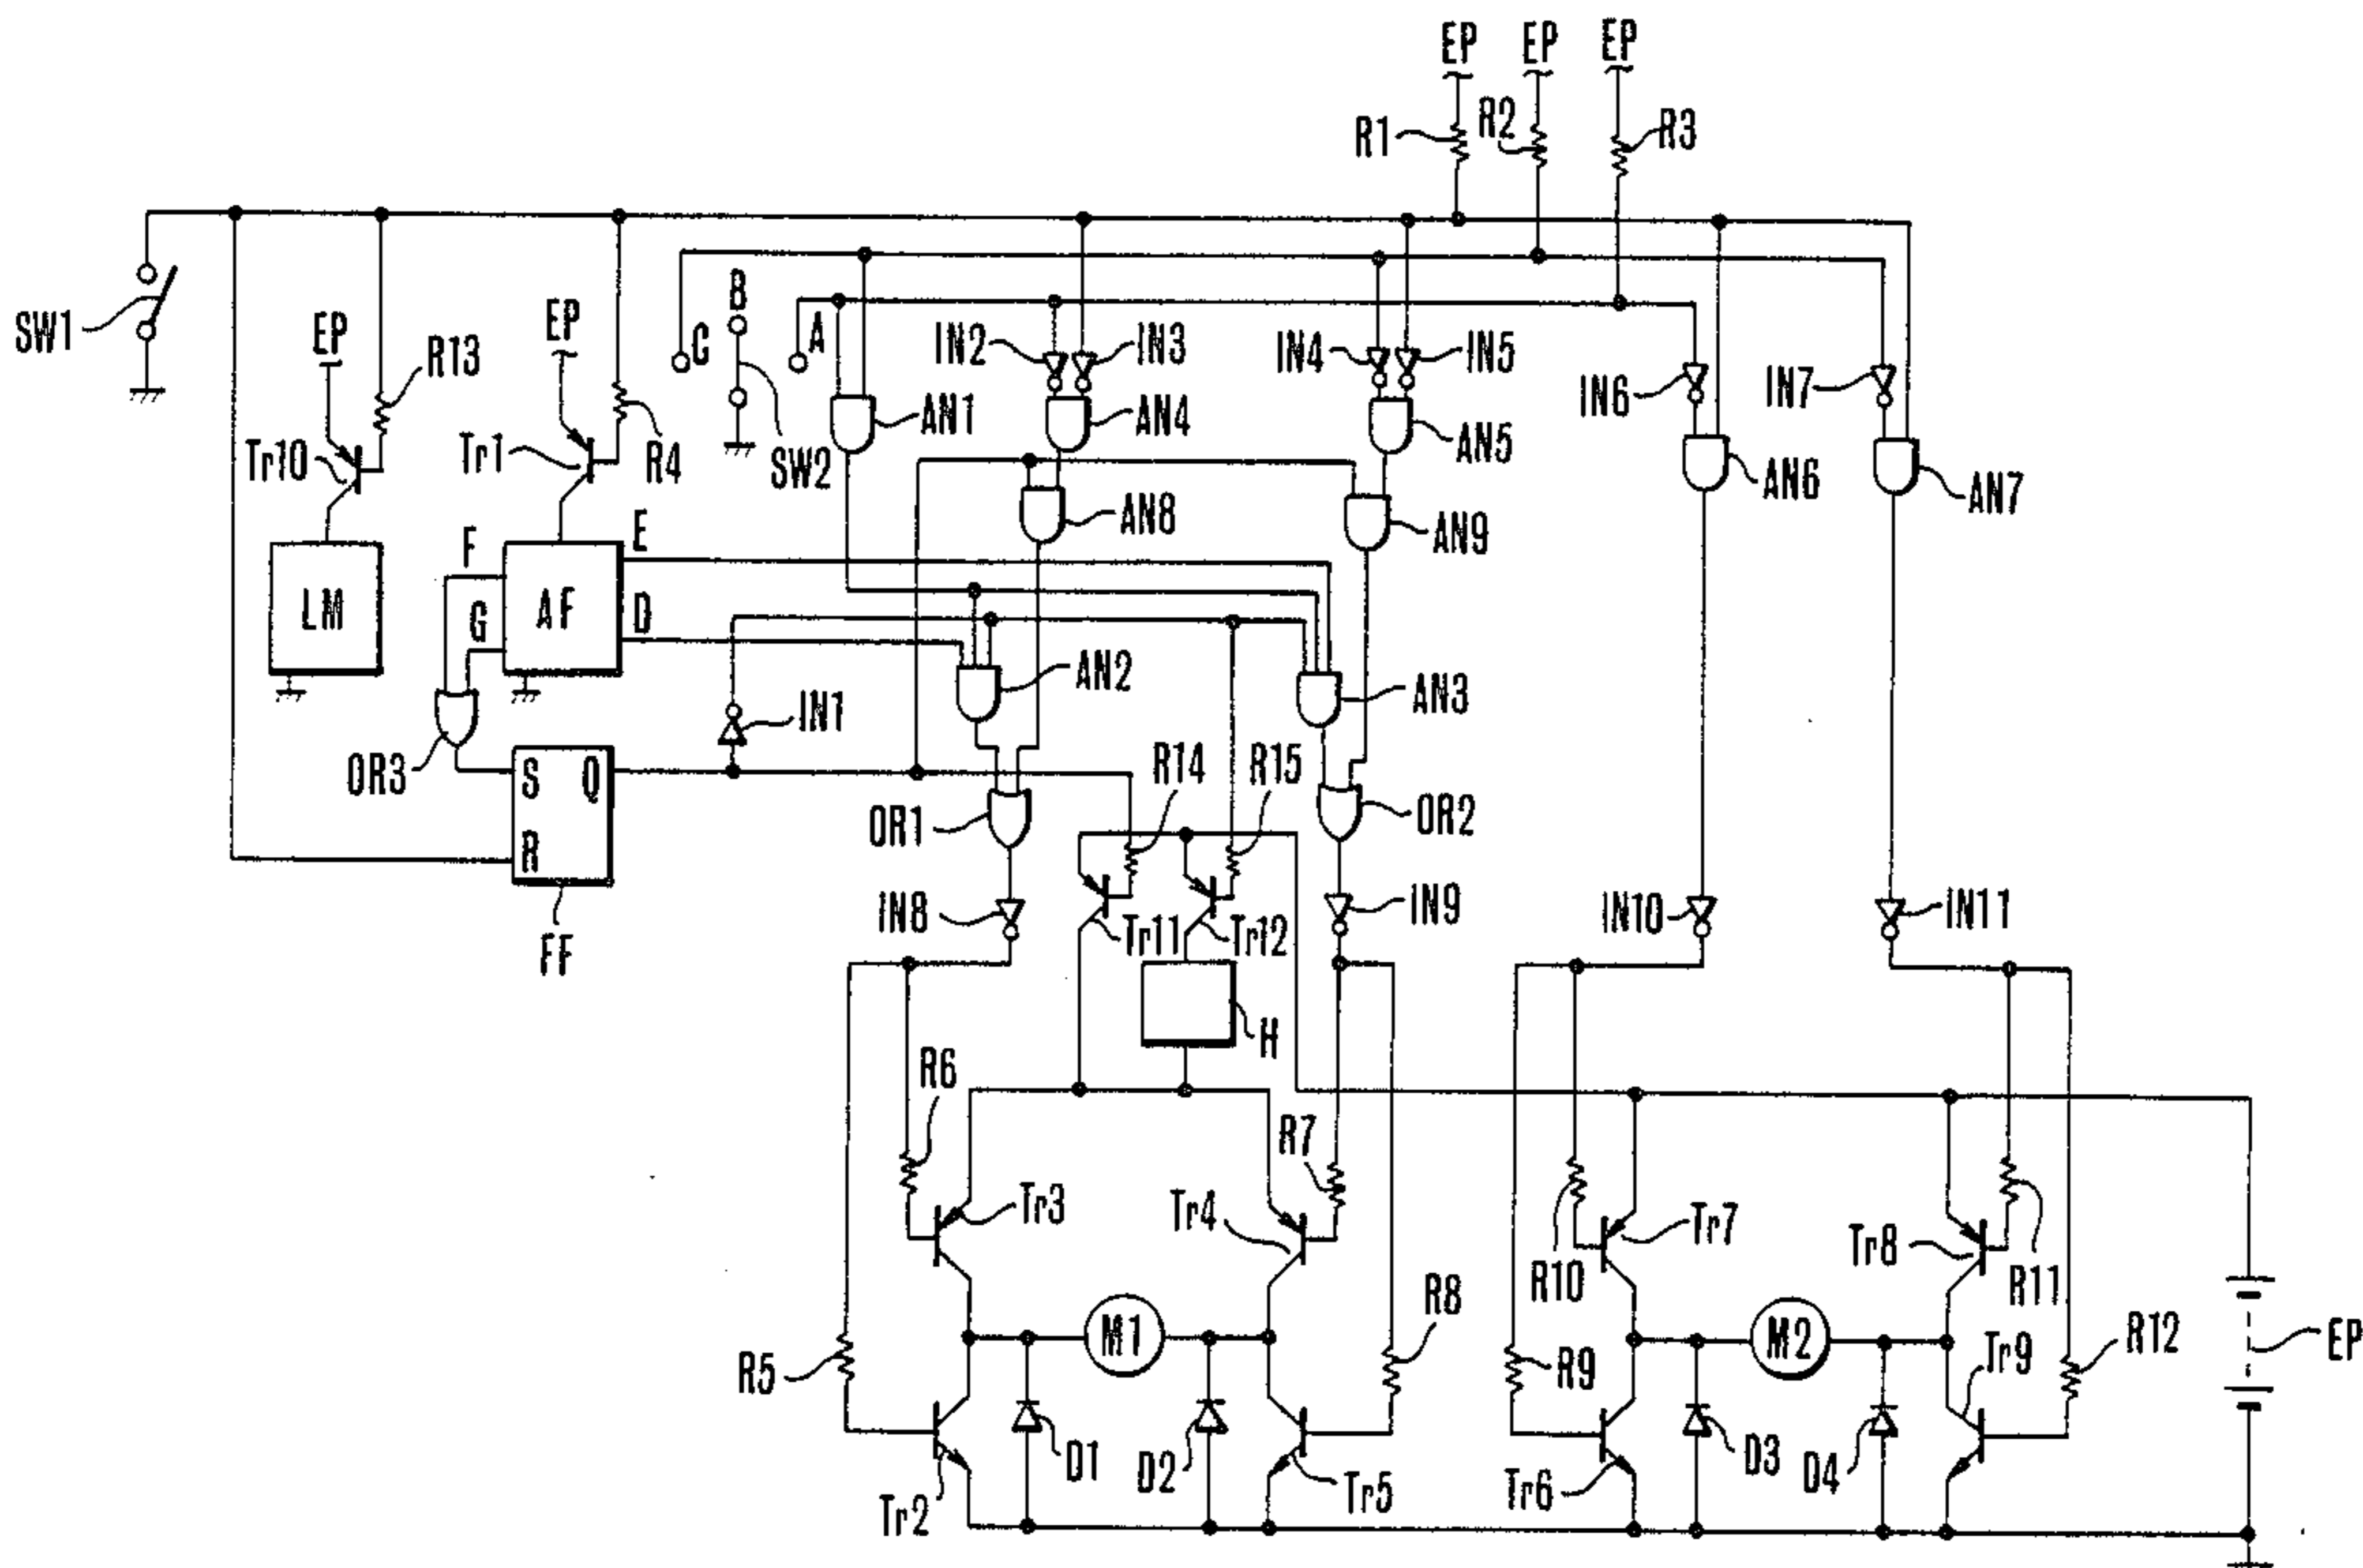 EP EP EP
R1 R2 R3
SW1
EP R13
EP
B
C A
IN2 IN3
IN4 IN5
IN6 IN7
Tr10 Tr1 R4
SW2
AN1 AN4 AN5
AN6 AN7
AN8 AN9
F E
LM AF
G D
AN2 AN3
IN1
OR3
S Q
R
FF
R14 R15
OR1 OR2
IN8
Tr11 Tr12
IN9
IN10 IN11
H
R6
R7
Tr3 Tr4
Tr7 Tr8
R10 R11
R5 R8
M1 M2
R9 Tr9 R12
EP
D1 D2 D3 D4
Tr2 Tr5 Tr6